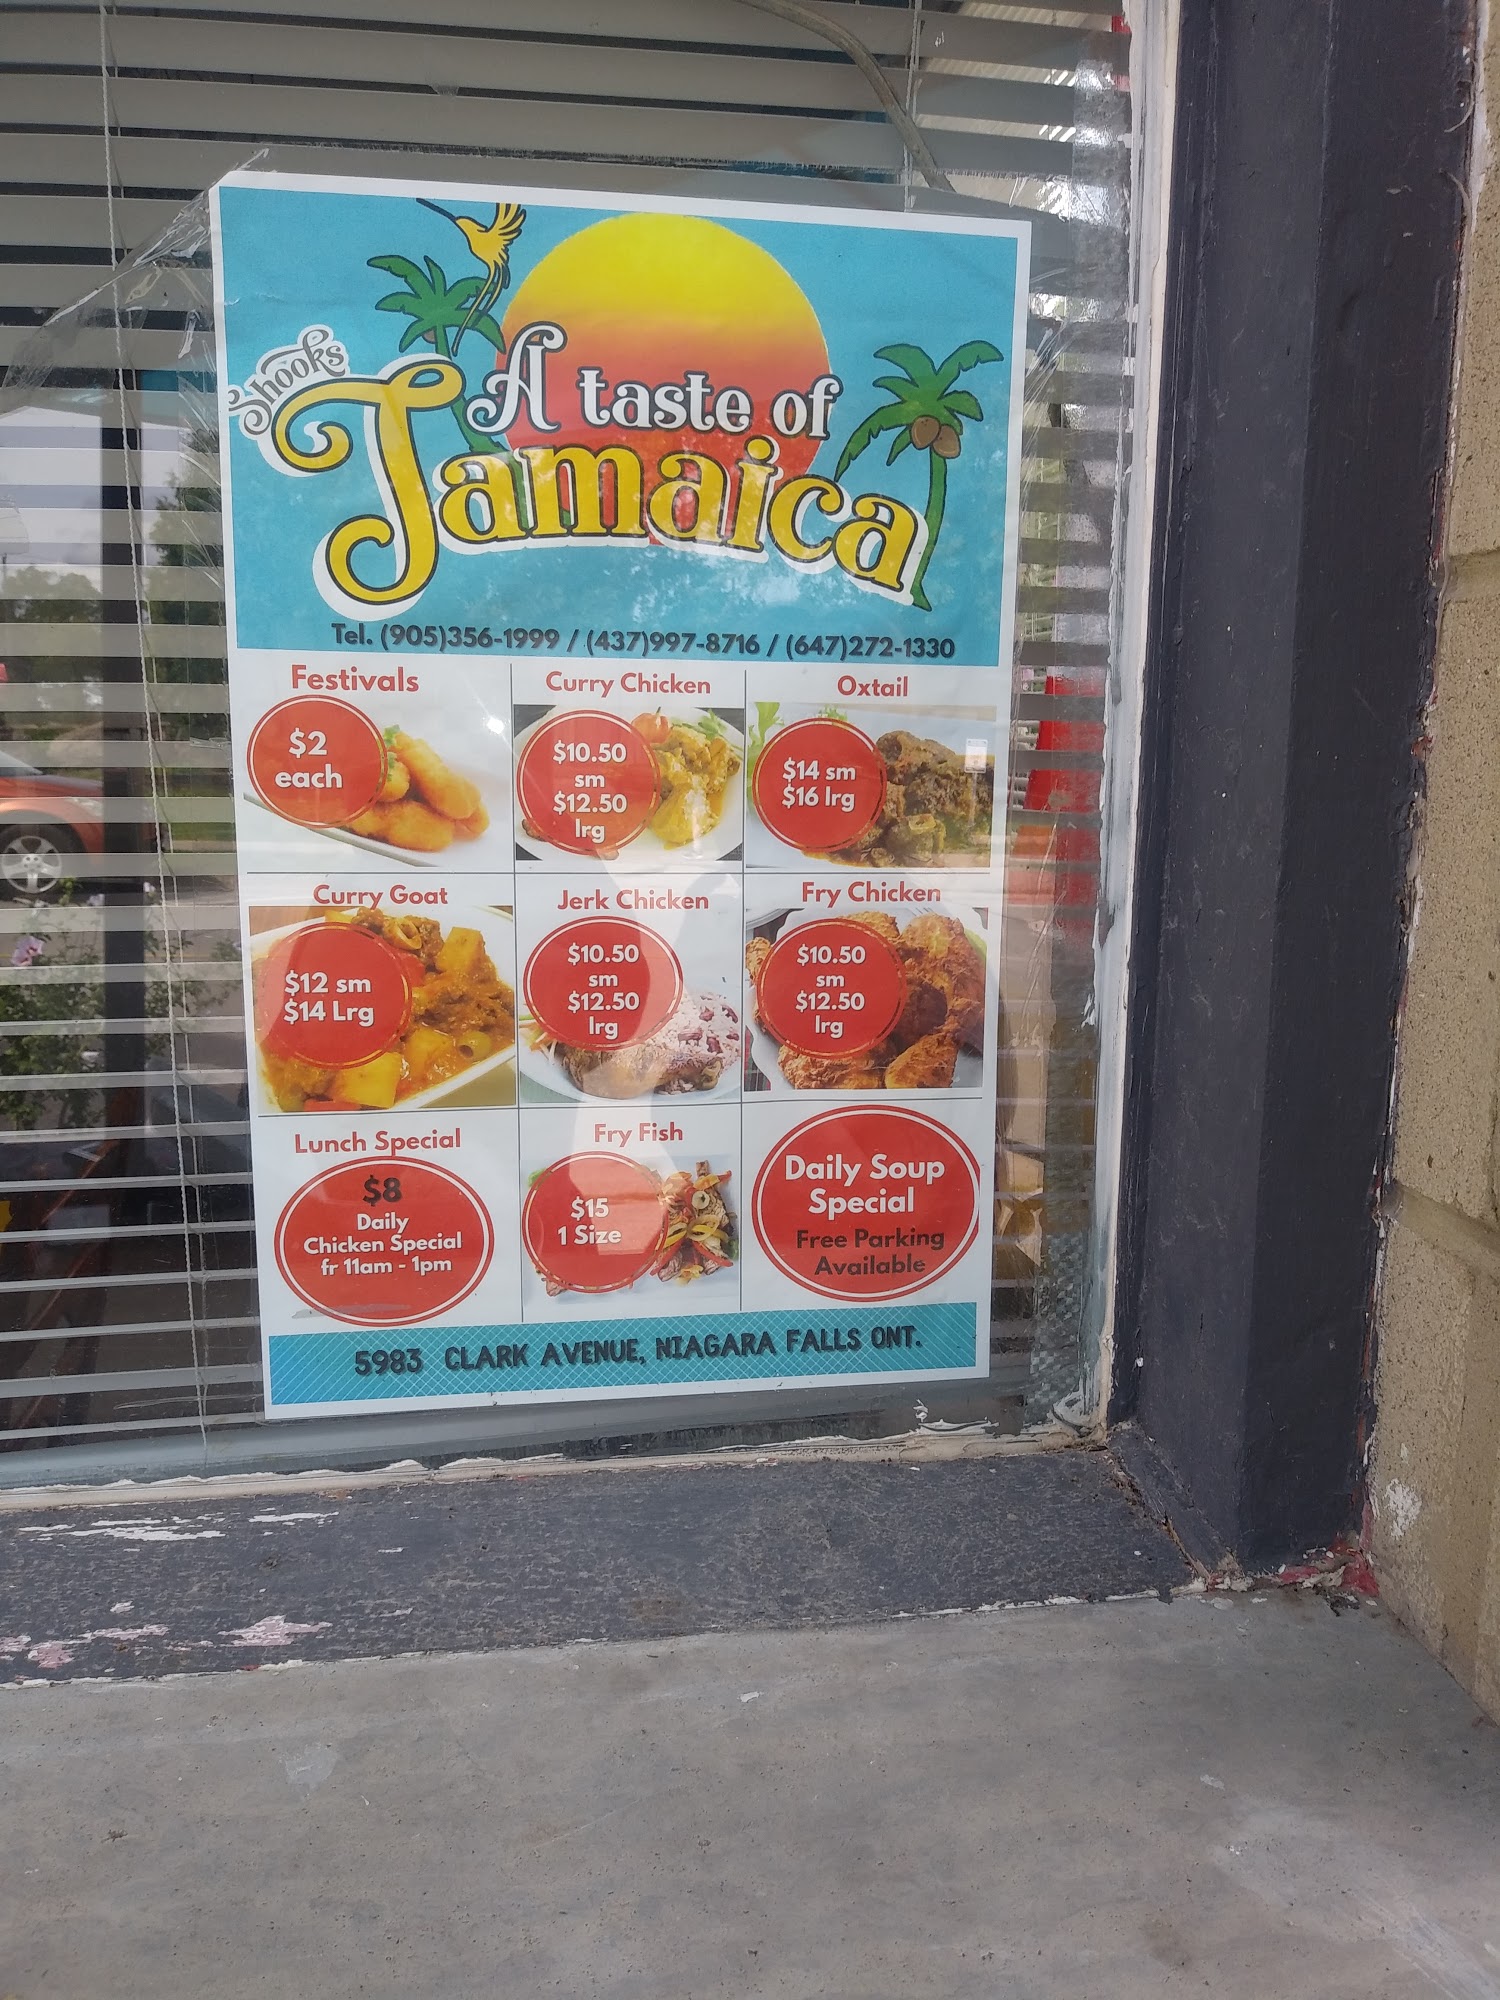 Shooks
A taste of
Jamaica
Tel. (905)356-1999 / (437)997-8716 / (647)272-1330
Festivals
$2
each
Curry Chicken
$10.50
sm
$12.50
lrg
Oxtail
$14 sm
$16 lrg
Curry Goat
$12 sm
$14 Lrg
Jerk Chicken
$10.50
sm
$12.50
lrg
Fry Chicken
$10.50
sm
$12.50
lrg
Lunch Special
$8
Daily
Chicken Special
fr 11am - 1pm
Fry Fish
$15
1 Size
Daily Soup
Special
Free Parking
Available
5983 CLARK AVENUE, NIAGARA FALLS ONT.